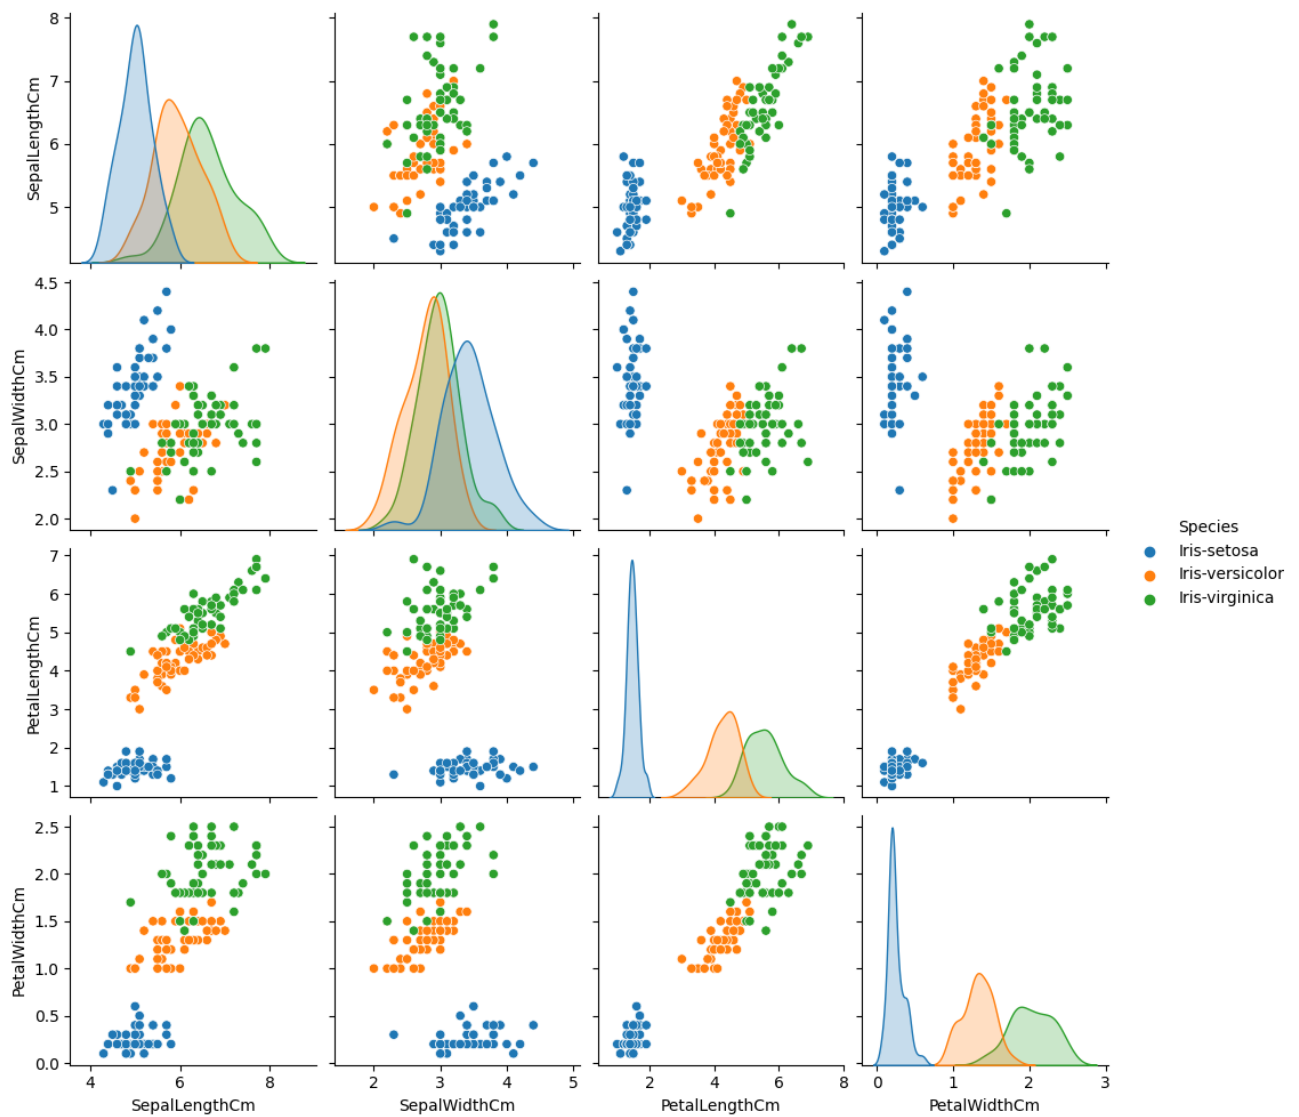 8
7
6
5
SepalLengthCm
4.5
4.0
3.5
3.0
2.5
2.0
SepalWidthCm
Species
Iris-setosa
Iris-versicolor
Iris-virginica
7
6
5
4
3
2
1
PetalLengthCm
2.5
2.0
1.5
1.0
0.5
0.0
PetalWidthCm
4 6 8
2 3 4 5
2 4 6 8
0 1 2 3
SepalLengthCm
SepalWidthCm
PetalLengthCm
PetalWidthCm